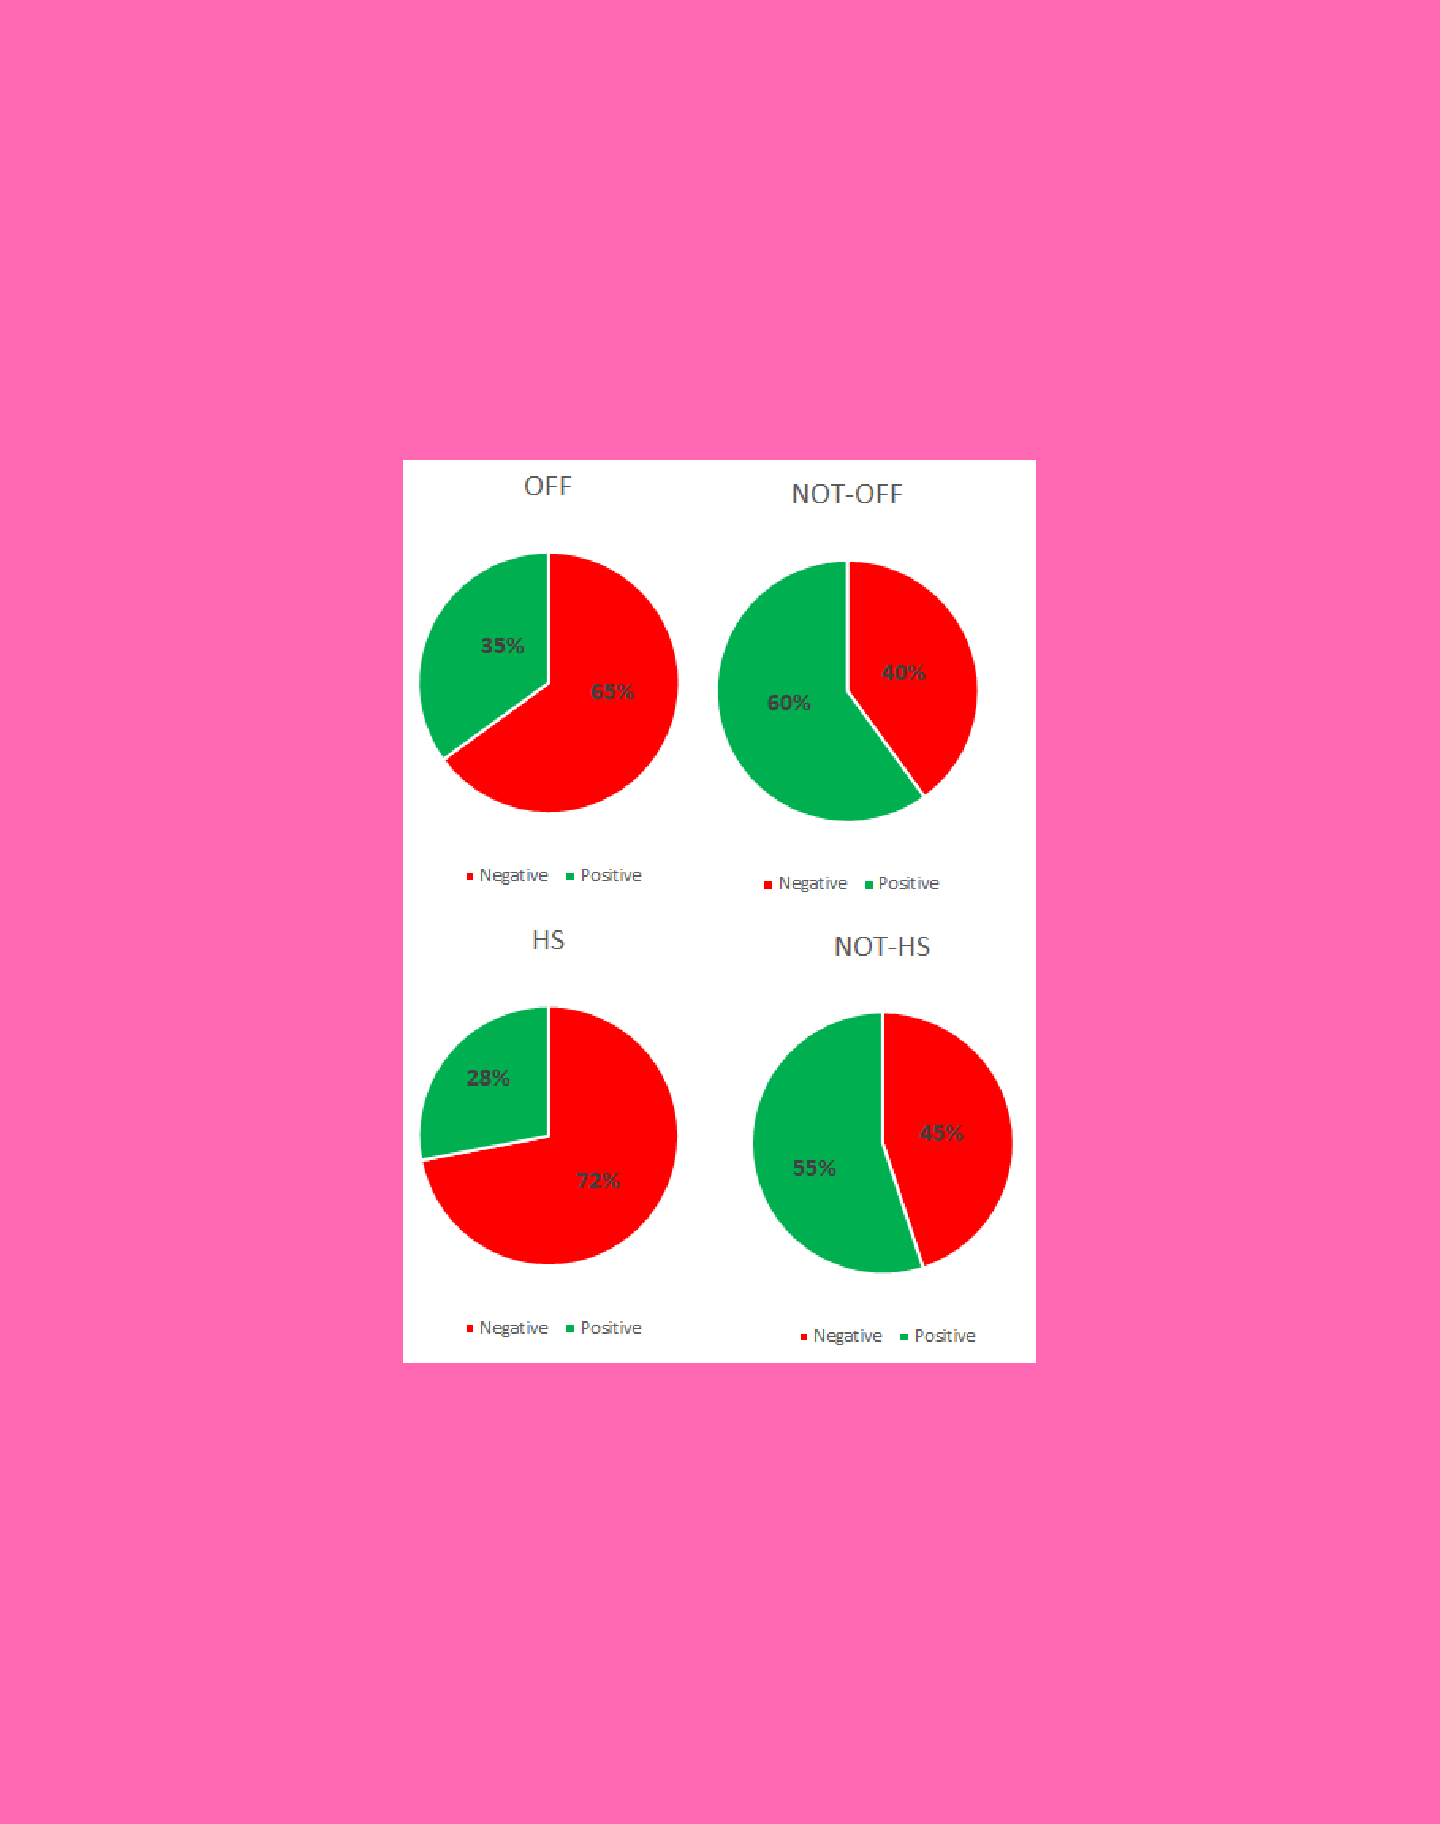 OFF
35%
65%
Negative Positive
NOT-OFF
40%
60%
Negative Positive
HS
28%
72%
Negative Positive
NOT-HS
45%
55%
Negative Positive